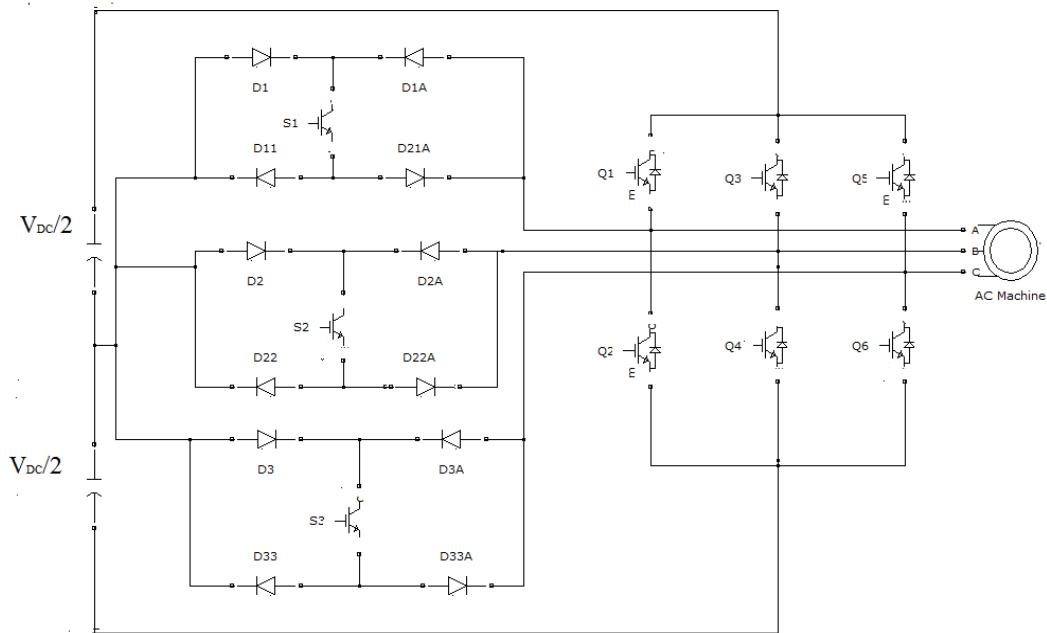 D1
D1A
S1
D11
D21A
Q1
E
Q3
Q5
E
VDC/2
A
B
C
AC Machine
D2
D2A
S2
D22
D22A
Q2
E
Q4
Q6
VDC/2
D3
D3A
S3
D33
D33A